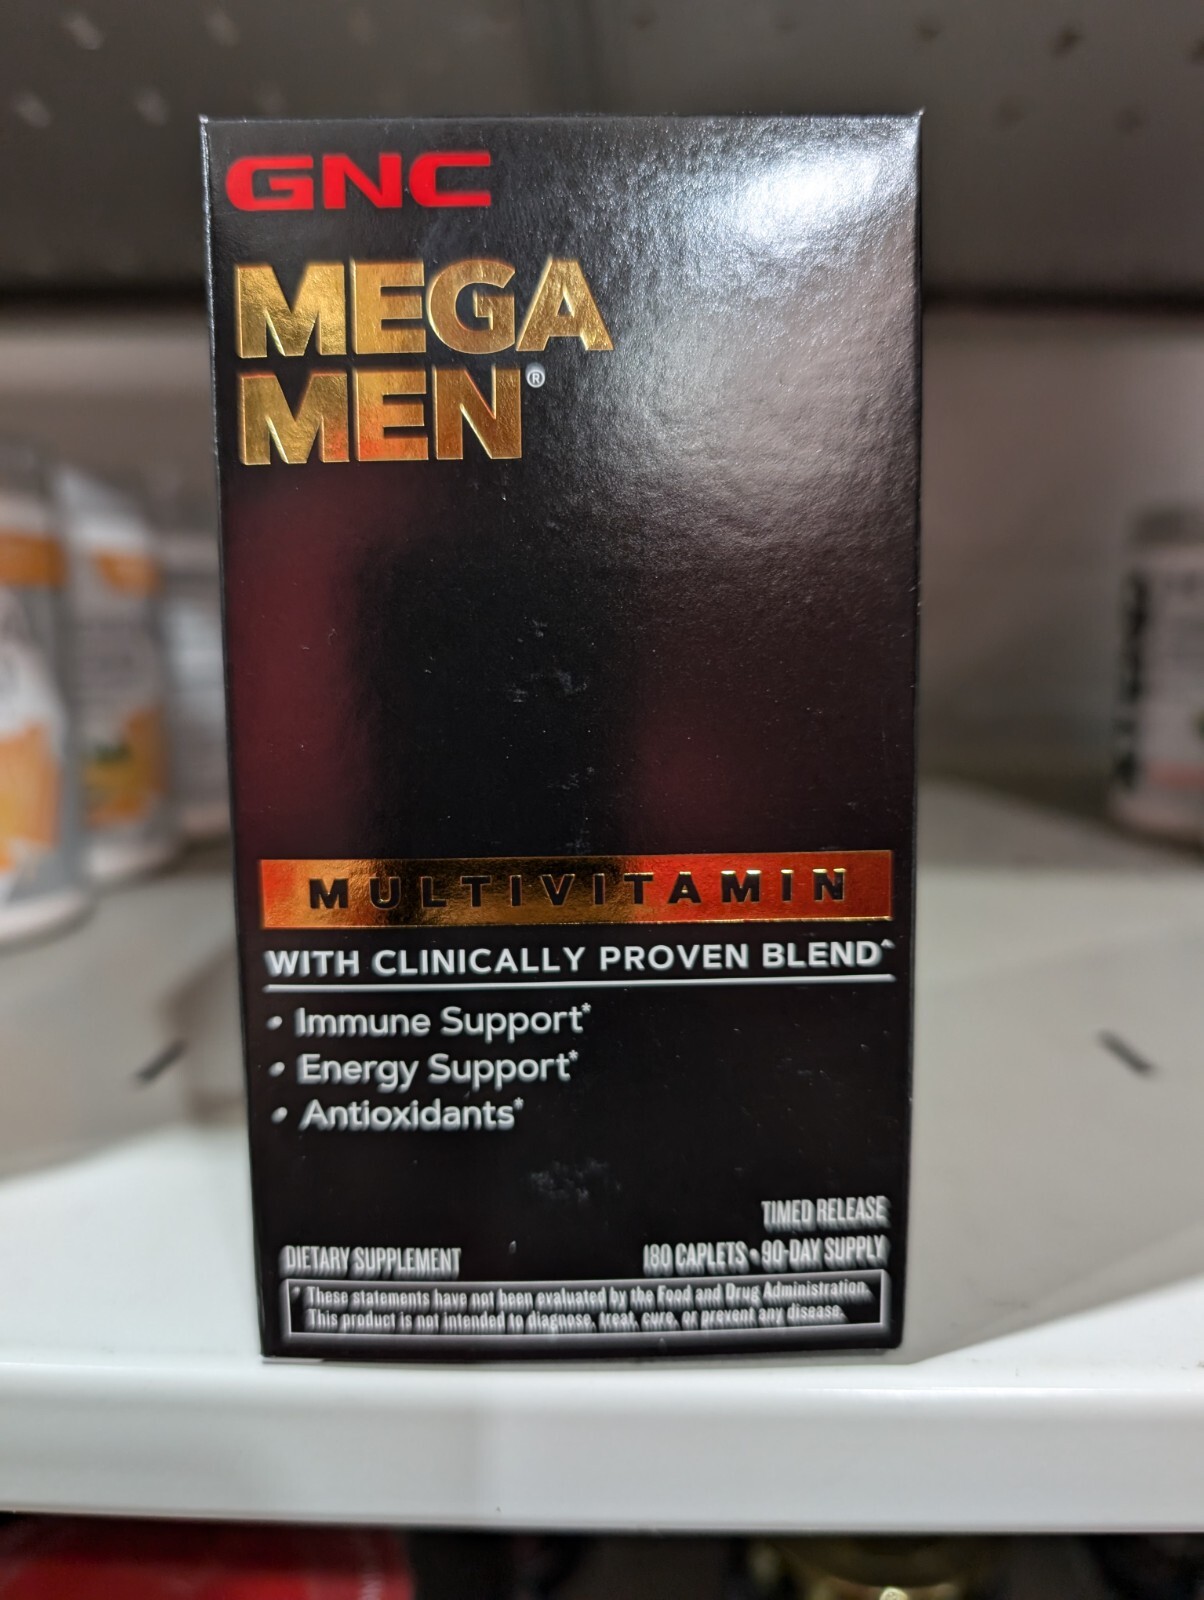 GNC
MEGA
MEN®
MULTIVITAMIN
WITH CLINICALLY PROVEN BLEND^
• Immune Support*
• Energy Support*
• Antioxidants*
TIMED RELEASE
DIETARY SUPPLEMENT 180 CAPLETS • 90-DAY SUPPLY
* These statements have not been evaluated by the Food and Drug Administration.
This product is not intended to diagnose, treat, cure, or prevent any disease.